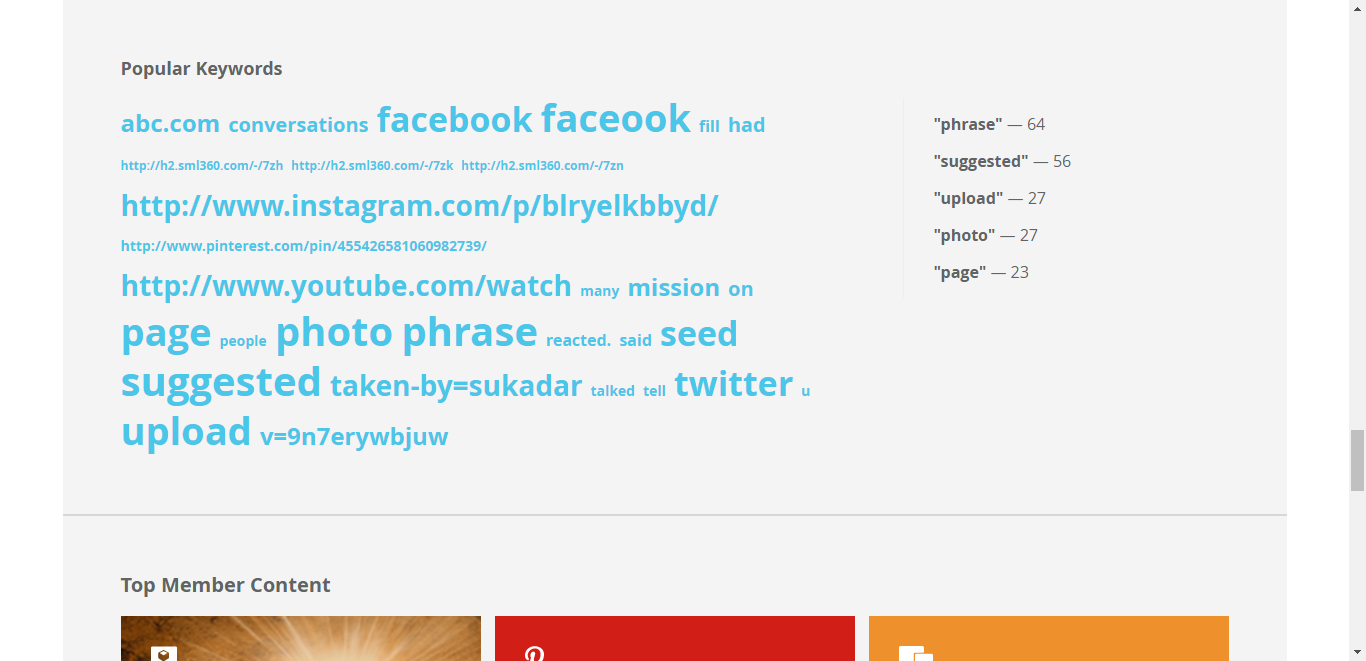 Popular Keywords
abc.com conversations facebook faceook fill had
http://h2.sml360.com/-/7zh http://h2.sml360.com/-/7zk http://h2.sml360.com/-/7zn
http://www.instagram.com/p/blryelkbbyd/
http://www.pinterest.com/pin/455426581060982739/
http://www.youtube.com/watch many mission on
page people photo phrase reacted. said seed
suggested taken-by=sukadar talked tell twitter u
upload v=9n7erywbjuw
"phrase" — 64
"suggested" — 56
"upload" — 27
"photo" — 27
"page" — 23
Top Member Content